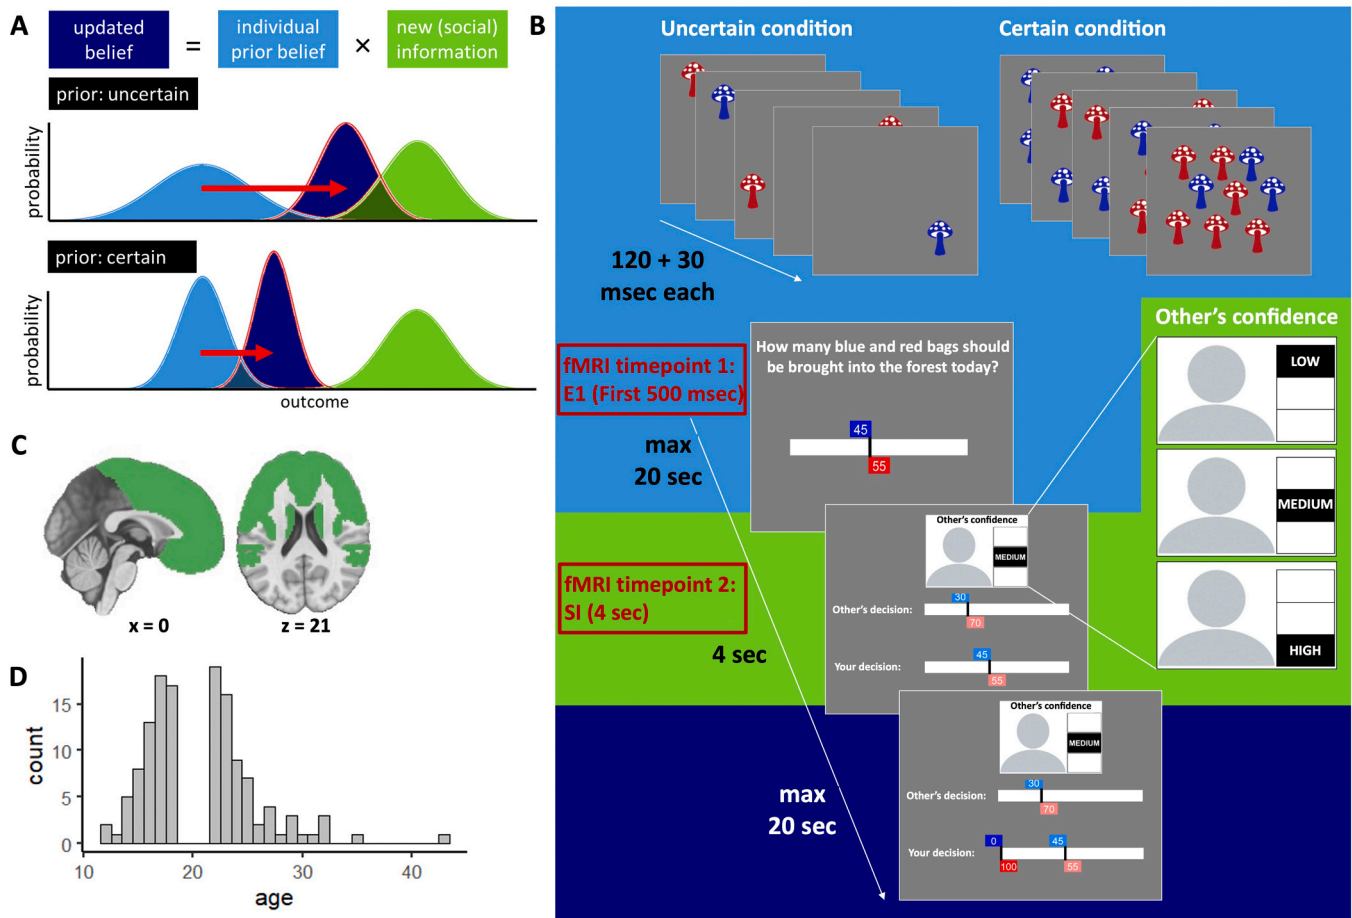 A
updated
belief
=
individual
prior belief
×
new (social)
information
prior: uncertain
probability
prior: certain
probability
outcome
B
Uncertain condition
Certain condition
120 + 30
msec each
fMRI timepoint 1:
E1 (First 500 msec)
max
20 sec
How many blue and red bags should
be brought into the forest today?
45
55
Other's confidence
LOW
MEDIUM
HIGH
fMRI timepoint 2:
SI (4 sec)
4 sec
Other's confidence
MEDIUM
Other's decision:
30
70
Your decision:
45
55
max
20 sec
Other's confidence
MEDIUM
Other's decision:
30
70
Your decision:
0
100
45
55
C
x = 0
z = 21
D
count
15
10
5
0
10
20
30
40
age